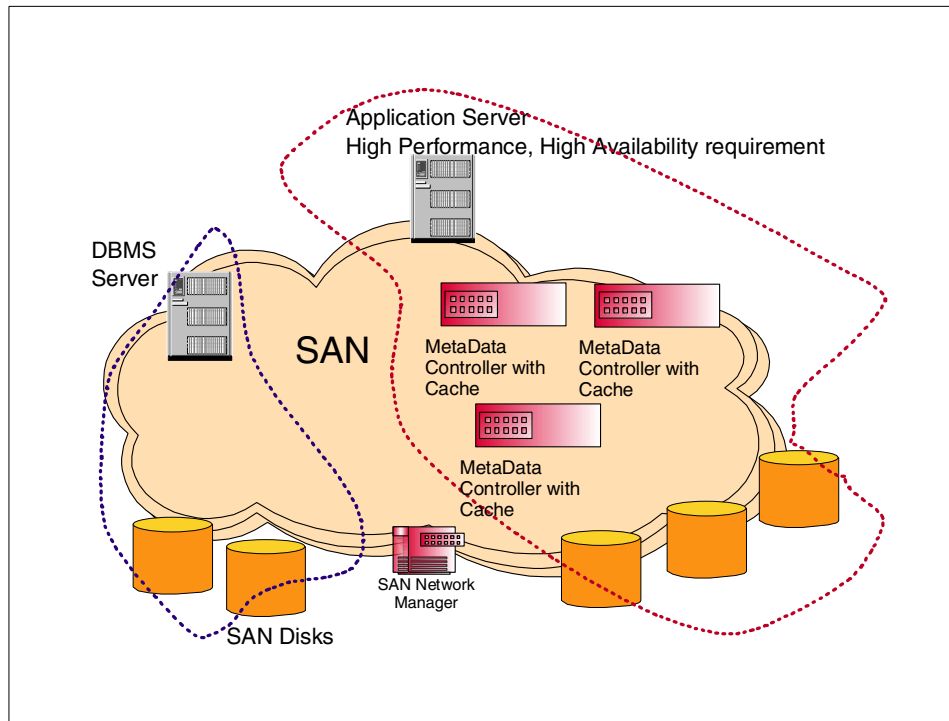 Application Server
High Performance, High Availability requirement
DBMS
Server
SAN
MetaData
Controller with
Cache
MetaData
Controller with
Cache
MetaData
Controller with
Cache
SAN Network
Manager
SAN Disks